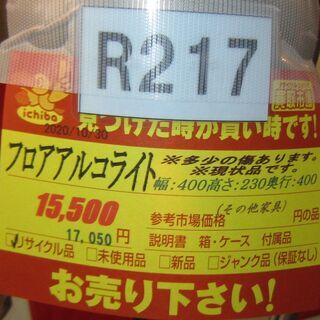 R217
ichiba
2020/10/30
見つけた時が買い時です!
フロアアルコライト
※多少の傷あります。
※現状品です。
幅:400高さ:230奥行:400
15,500
17,050円
参考市場価格
(その他家具)
円の品
説明書 箱・ケース 付属品
リサイクル品 □未使用品 □新品 □ジャンク品(保証なし)
お売り下さい!